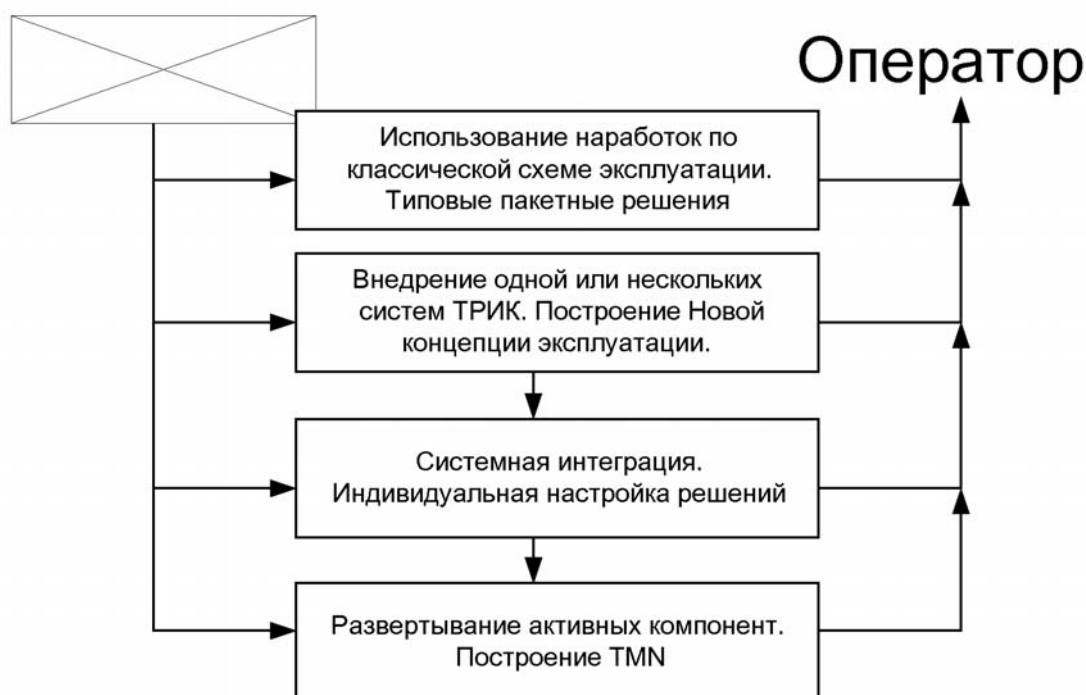 Оператор
Использование наработок по
классической схеме эксплуатации.
Типовые пакетные решения
Внедрение одной или нескольких
систем ТРИК. Построение Новой
концепции эксплуатации.
Системная интеграция.
Индивидуальная настройка решений
Развертывание активных компонент.
Построение TMN